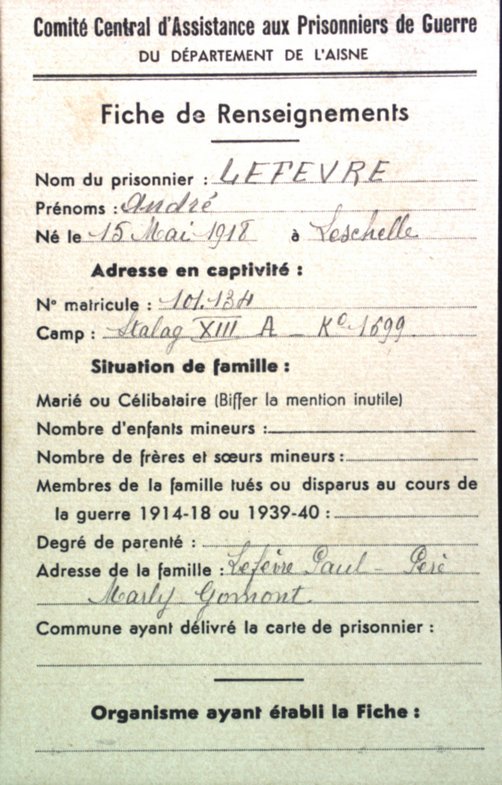 Comité Central d'Assistance aux Prisonniers de Guerre
DU DÉPARTEMENT DE L'AISNE
Fiche de Renseignements
Nom du prisonnier : LEFEVRE
Prénoms : André
Né le 15 Mai 1918 à Leschelle
Adresse en captivité :
N° matricule : 101.134
Camp : Stalag XIII A - Ko 1699
Situation de famille :
Marié ou Célibataire (Biffer la mention inutile)
Nombre d'enfants mineurs :
Nombre de frères et sœurs mineurs :
Membres de la famille tués ou disparus au cours de
la guerre 1914-18 ou 1939-40 :
Degré de parenté :
Adresse de la famille : Lefèvre Paul - Père
Marly Gomont
Commune ayant délivré la carte de prisonnier :
Organisme ayant établi la Fiche :